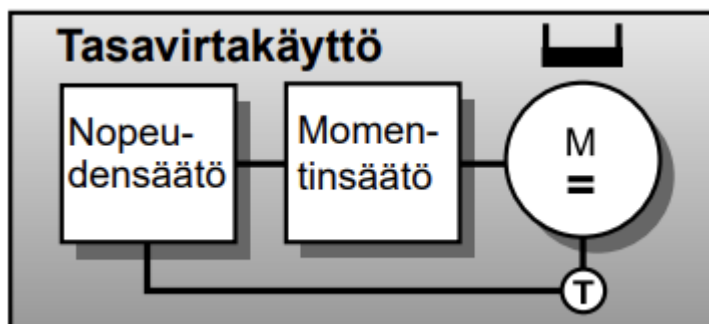 Tasavirtakäyttö
Nopeu-
densäätö
Momen-
tinsäätö
M
=
T